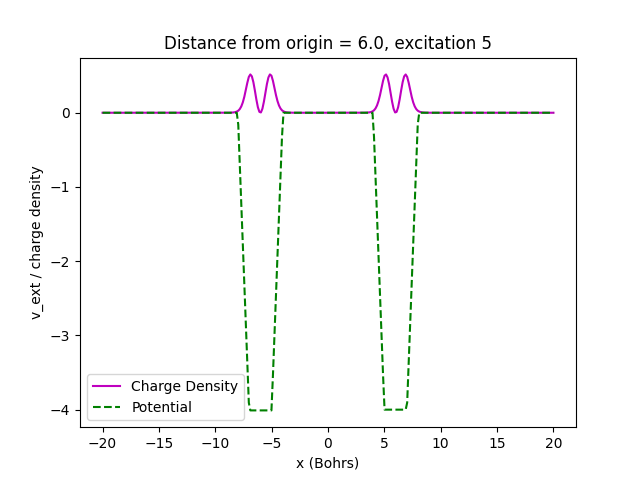 Distance from origin = 6.0, excitation 5
v_ext / charge density
0
−1
−2
−3
−4
Charge Density
Potential
−20
−15
−10
−5
0
5
10
15
20
x (Bohrs)